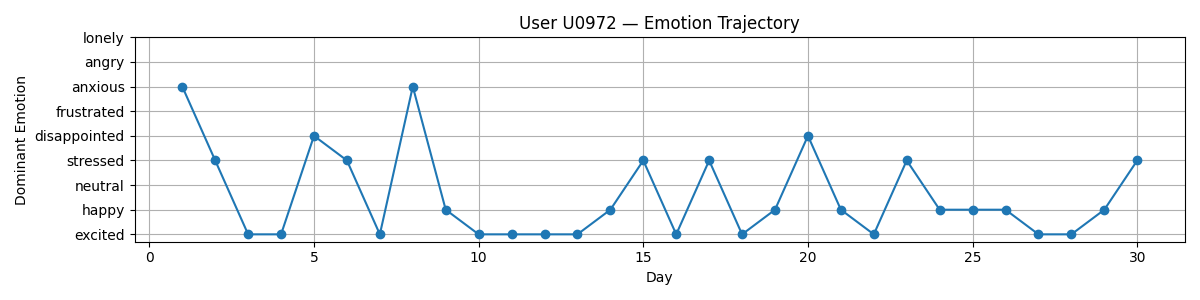 User U0972 — Emotion Trajectory
Dominant Emotion
lonely
angry
anxious
frustrated
disappointed
stressed
neutral
happy
excited
0 5 10 15 20 25 30
Day